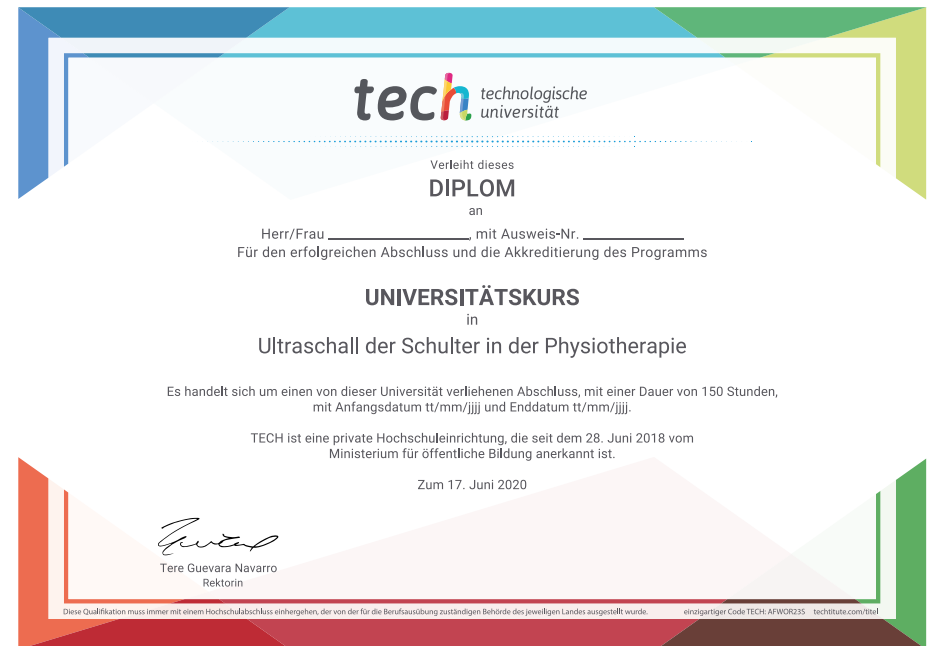 tech technologische
universität
Verleiht dieses
DIPLOM
an
Herr/Frau ____________________, mit Ausweis-Nr. ______________
Für den erfolgreichen Abschluss und die Akkreditierung des Programms
UNIVERSITÄTSKURS
in
Ultraschall der Schulter in der Physiotherapie
Es handelt sich um einen von dieser Universität verliehenen Abschluss, mit einer Dauer von 150 Stunden,
mit Anfangsdatum tt/mm/jjjj und Enddatum tt/mm/jjjj.
TECH ist eine private Hochschuleinrichtung, die seit dem 28. Juni 2018 vom
Ministerium für öffentliche Bildung anerkannt ist.
Zum 17. Juni 2020
Tere Guevara Navarro
Rektorin
Diese Qualifikation muss immer mit einem Hochschulabschluss einhergehen, der von der für die Berufsausübung zuständigen Behörde des jeweiligen Landes ausgestellt wurde. einzigartiger Code TECH: AFWOR23S techtitute.com/titel